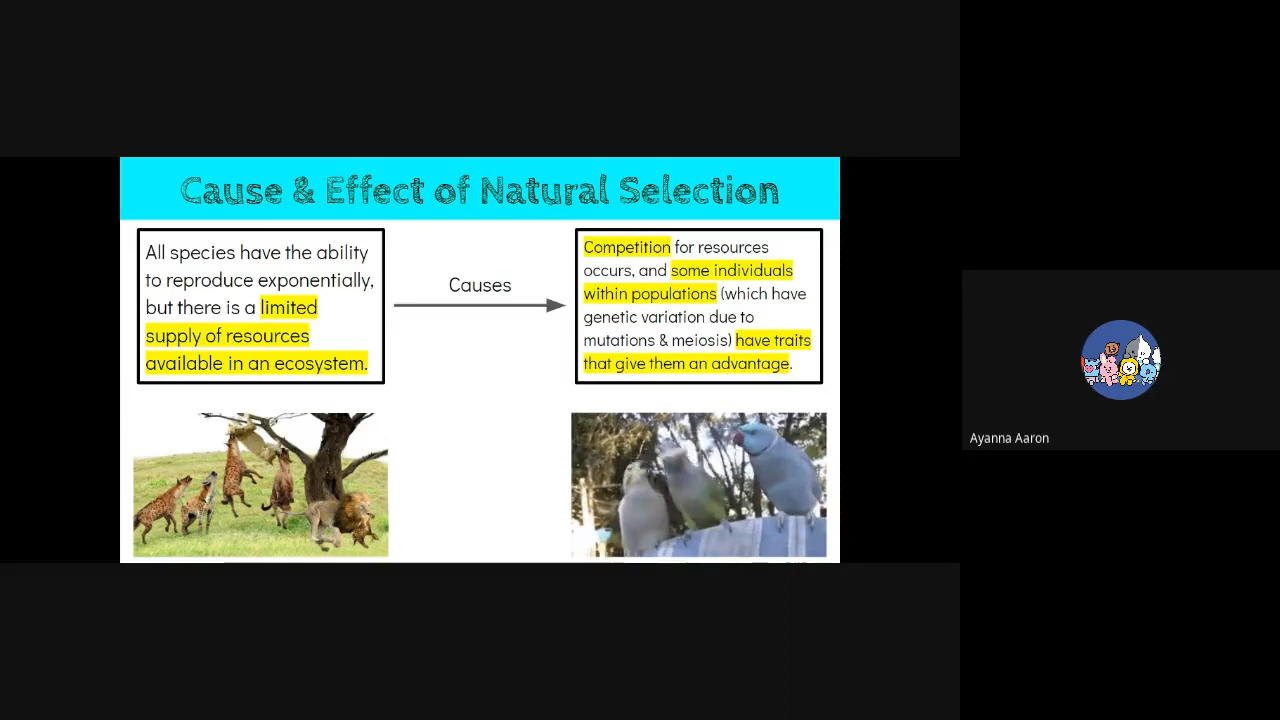 Cause & Effect of Natural Selection
All species have the ability
to reproduce exponentially,
but there is a limited
supply of resources
available in an ecosystem.
Causes
Competition for resources
occurs, and some individuals
within populations (which have
genetic variation due to
mutations & meiosis) have traits
that give them an advantage.
Ayanna Aaron